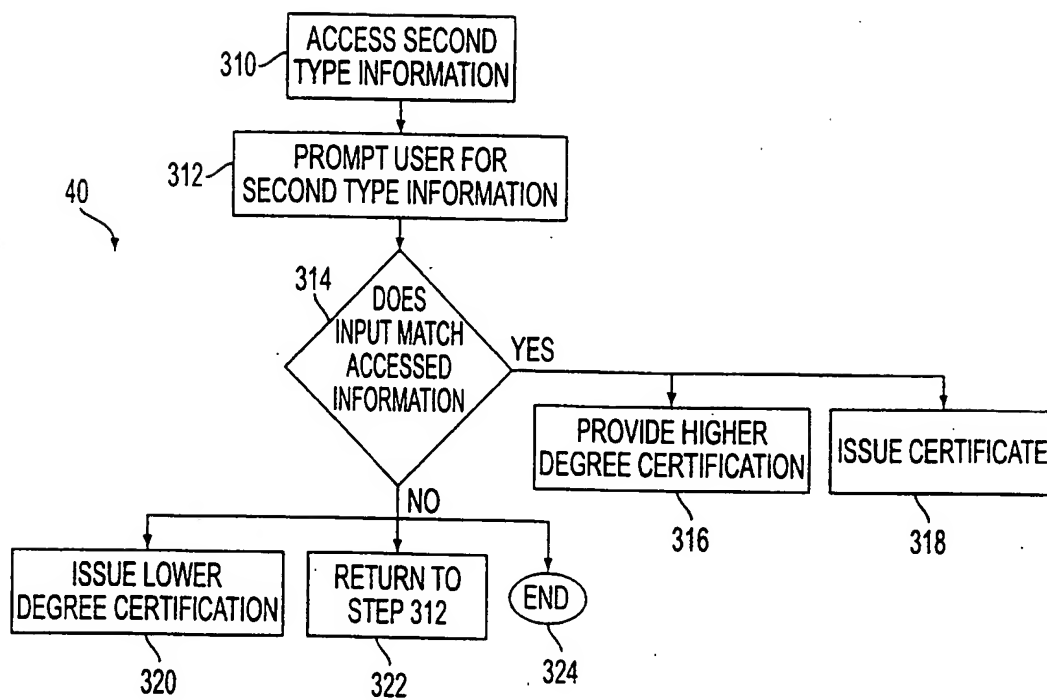 ACCESS SECOND
TYPE INFORMATION
310
PROMPT USER FOR
SECOND TYPE INFORMATION
312
40
314
DOES
INPUT MATCH
ACCESSED
INFORMATION
YES
PROVIDE HIGHER
DEGREE CERTIFICATION
ISSUE CERTIFICATE
316
318
NO
ISSUE LOWER
DEGREE CERTIFICATION
RETURN TO
STEP 312
END
320
322
324